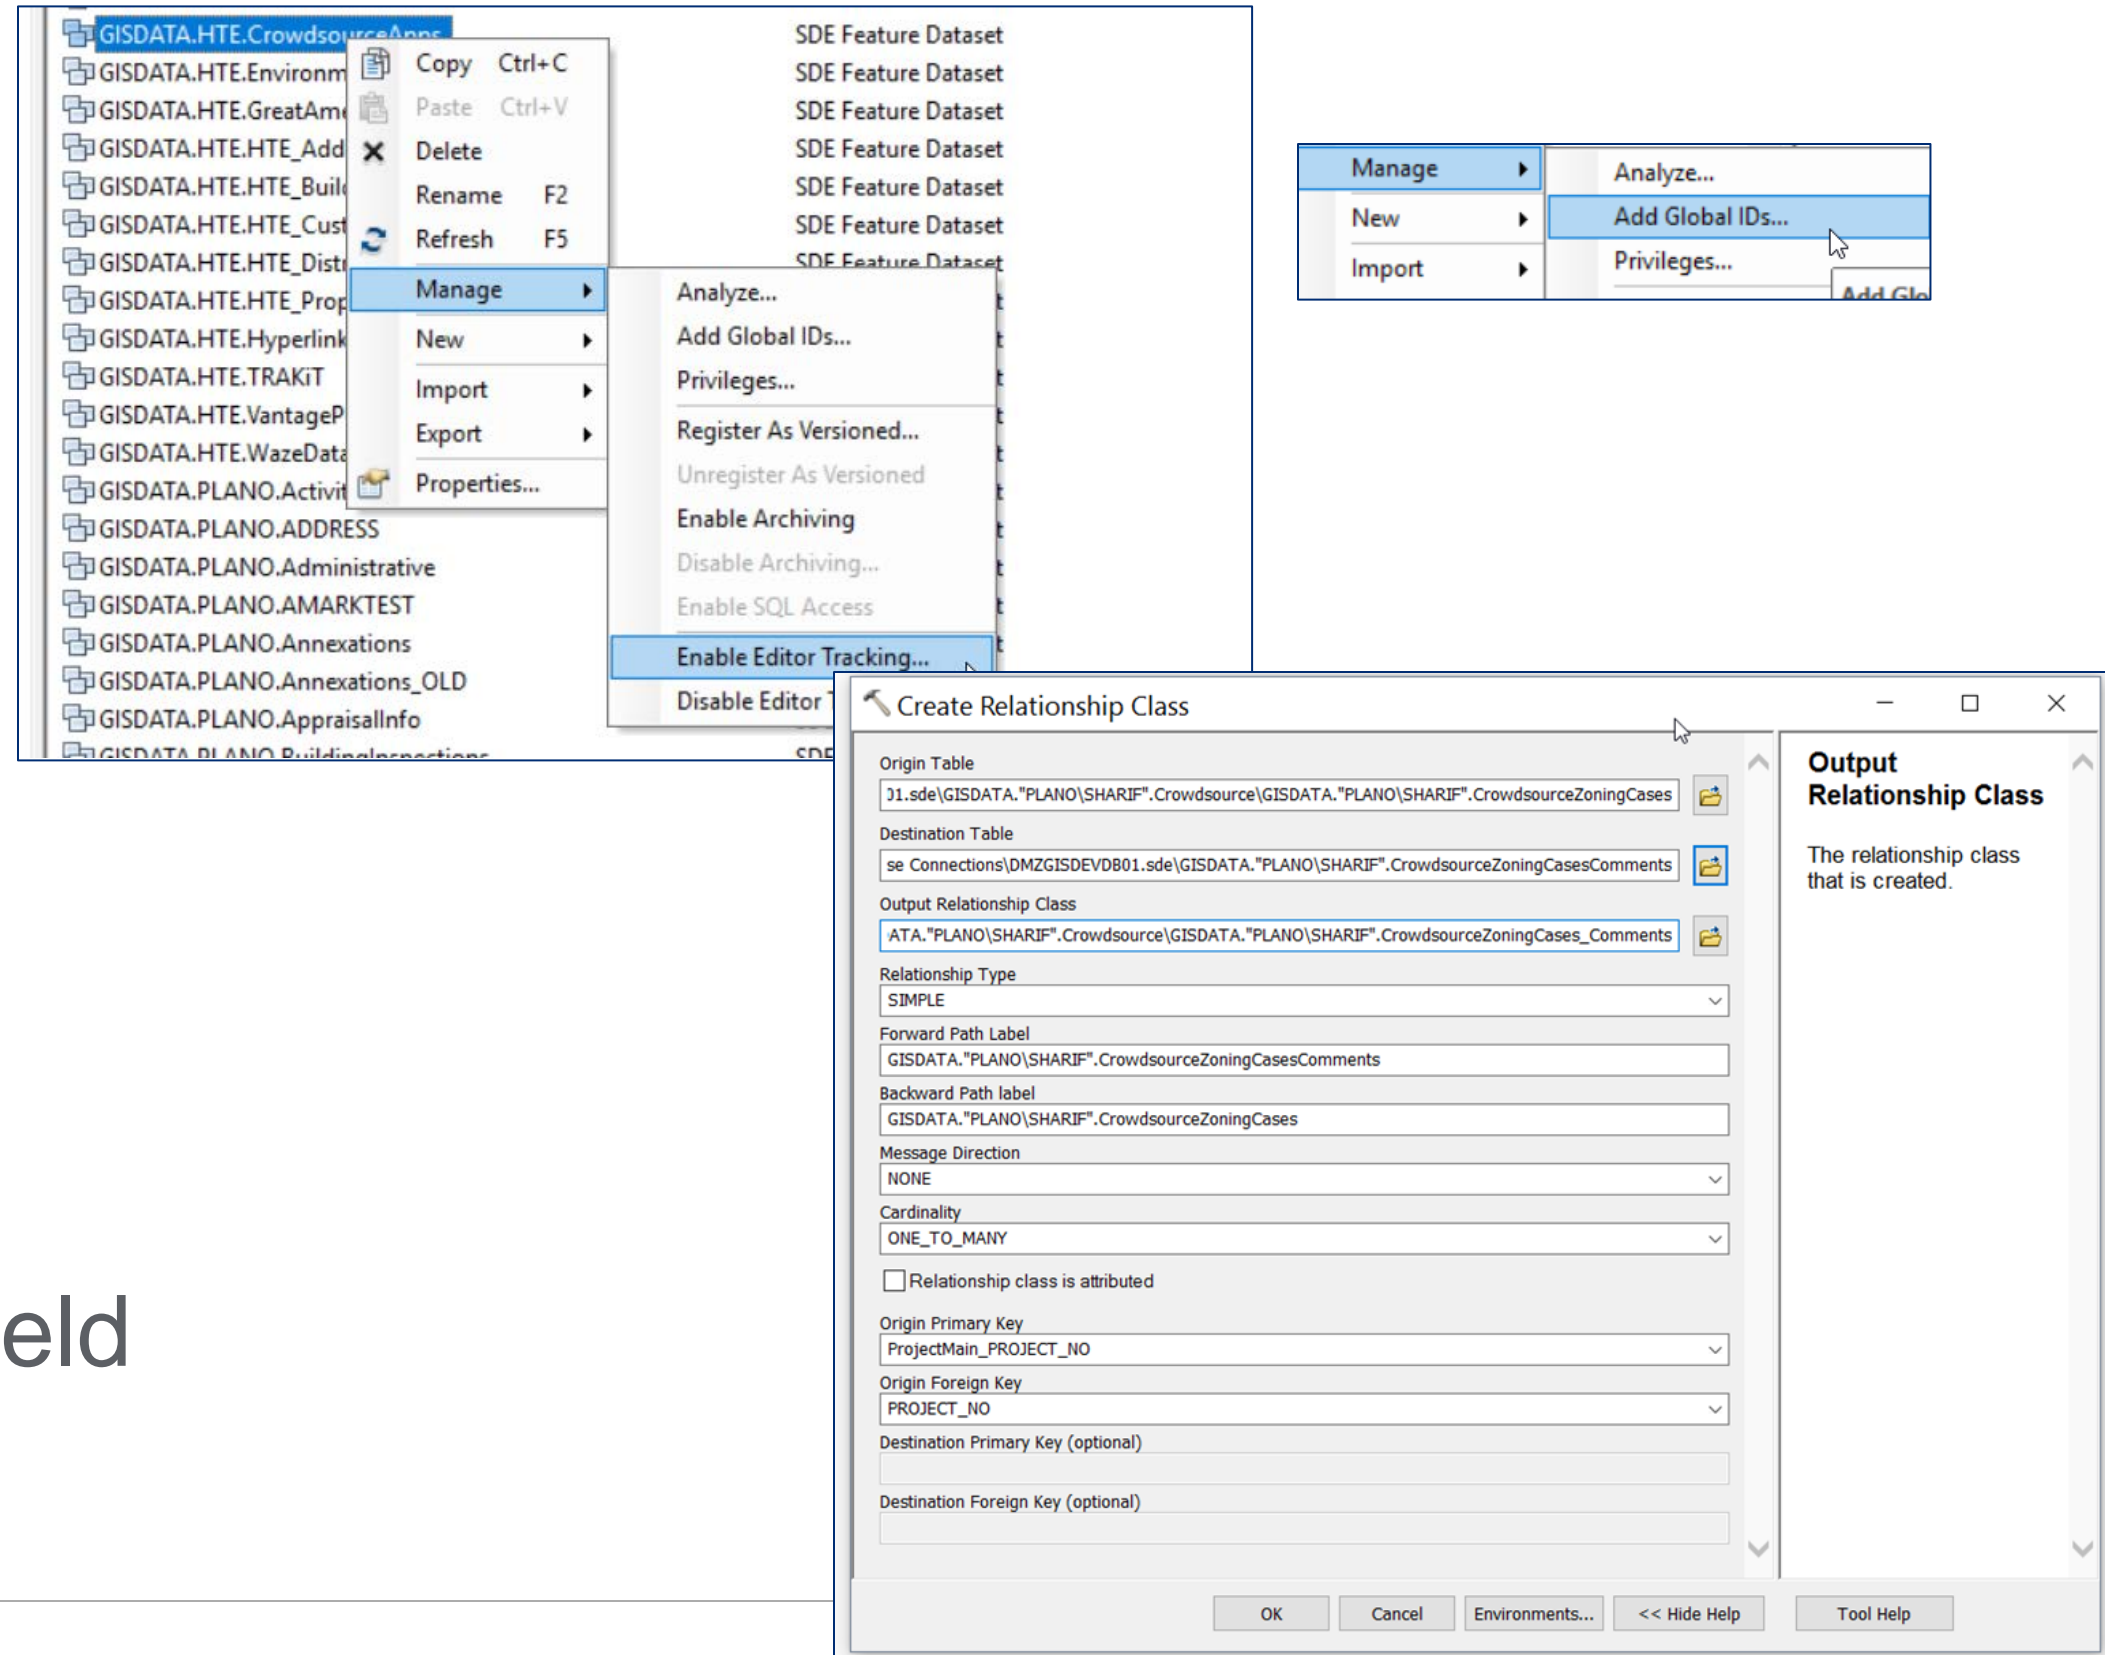 GISDATA.HTE.CrowdsourceApps SDE Feature Dataset
GISDATA.HTE.Environm SDE Feature Dataset
GISDATA.HTE.GreatAme SDE Feature Dataset
GISDATA.HTE.HTE_Add SDE Feature Dataset
GISDATA.HTE.HTE_Build SDE Feature Dataset
GISDATA.HTE.HTE_Cust SDE Feature Dataset
GISDATA.HTE.HTE_Distr SDE Feature Dataset
GISDATA.HTE.HTE_Prop
GISDATA.HTE.Hyperlink
GISDATA.HTE.TRAKiT
GISDATA.HTE.VantageP
GISDATA.HTE.WazeData
GISDATA.PLANO.Activit
GISDATA.PLANO.ADDRESS
GISDATA.PLANO.Administrative
GISDATA.PLANO.AMARKTEST
GISDATA.PLANO.Annexations
GISDATA.PLANO.Annexations_OLD
GISDATA.PLANO.AppraisalInfo
GISDATA.PLANO.BuildingInspections SDE
Copy Ctrl+C
Paste Ctrl+V
Delete
Rename F2
Refresh F5
Manage
New
Import
Export
Properties...
Analyze...
Add Global IDs...
Privileges...
Register As Versioned...
Unregister As Versioned
Enable Archiving
Disable Archiving...
Enable SQL Access
Enable Editor Tracking...
Disable Editor T
Manage
New
Import
Analyze...
Add Global IDs...
Privileges...
Add Glo
eld
Create Relationship Class
Origin Table
01.sde\GISDATA."PLANO\SHARIF".Crowdsource\GISDATA."PLANO\SHARIF".CrowdsourceZoningCases
Destination Table
se Connections\DMZGISDEVDB01.sde\GISDATA."PLANO\SHARIF".CrowdsourceZoningCasesComments
Output Relationship Class
ATA."PLANO\SHARIF".Crowdsource\GISDATA."PLANO\SHARIF".CrowdsourceZoningCases_Comments
Relationship Type
SIMPLE
Forward Path Label
GISDATA."PLANO\SHARIF".CrowdsourceZoningCasesComments
Backward Path label
GISDATA."PLANO\SHARIF".CrowdsourceZoningCases
Message Direction
NONE
Cardinality
ONE_TO_MANY
Relationship class is attributed
Origin Primary Key
ProjectMain_PROJECT_NO
Origin Foreign Key
PROJECT_NO
Destination Primary Key (optional)
Destination Foreign Key (optional)
OK Cancel Environments... << Hide Help Tool Help
Output
Relationship Class
The relationship class
that is created.